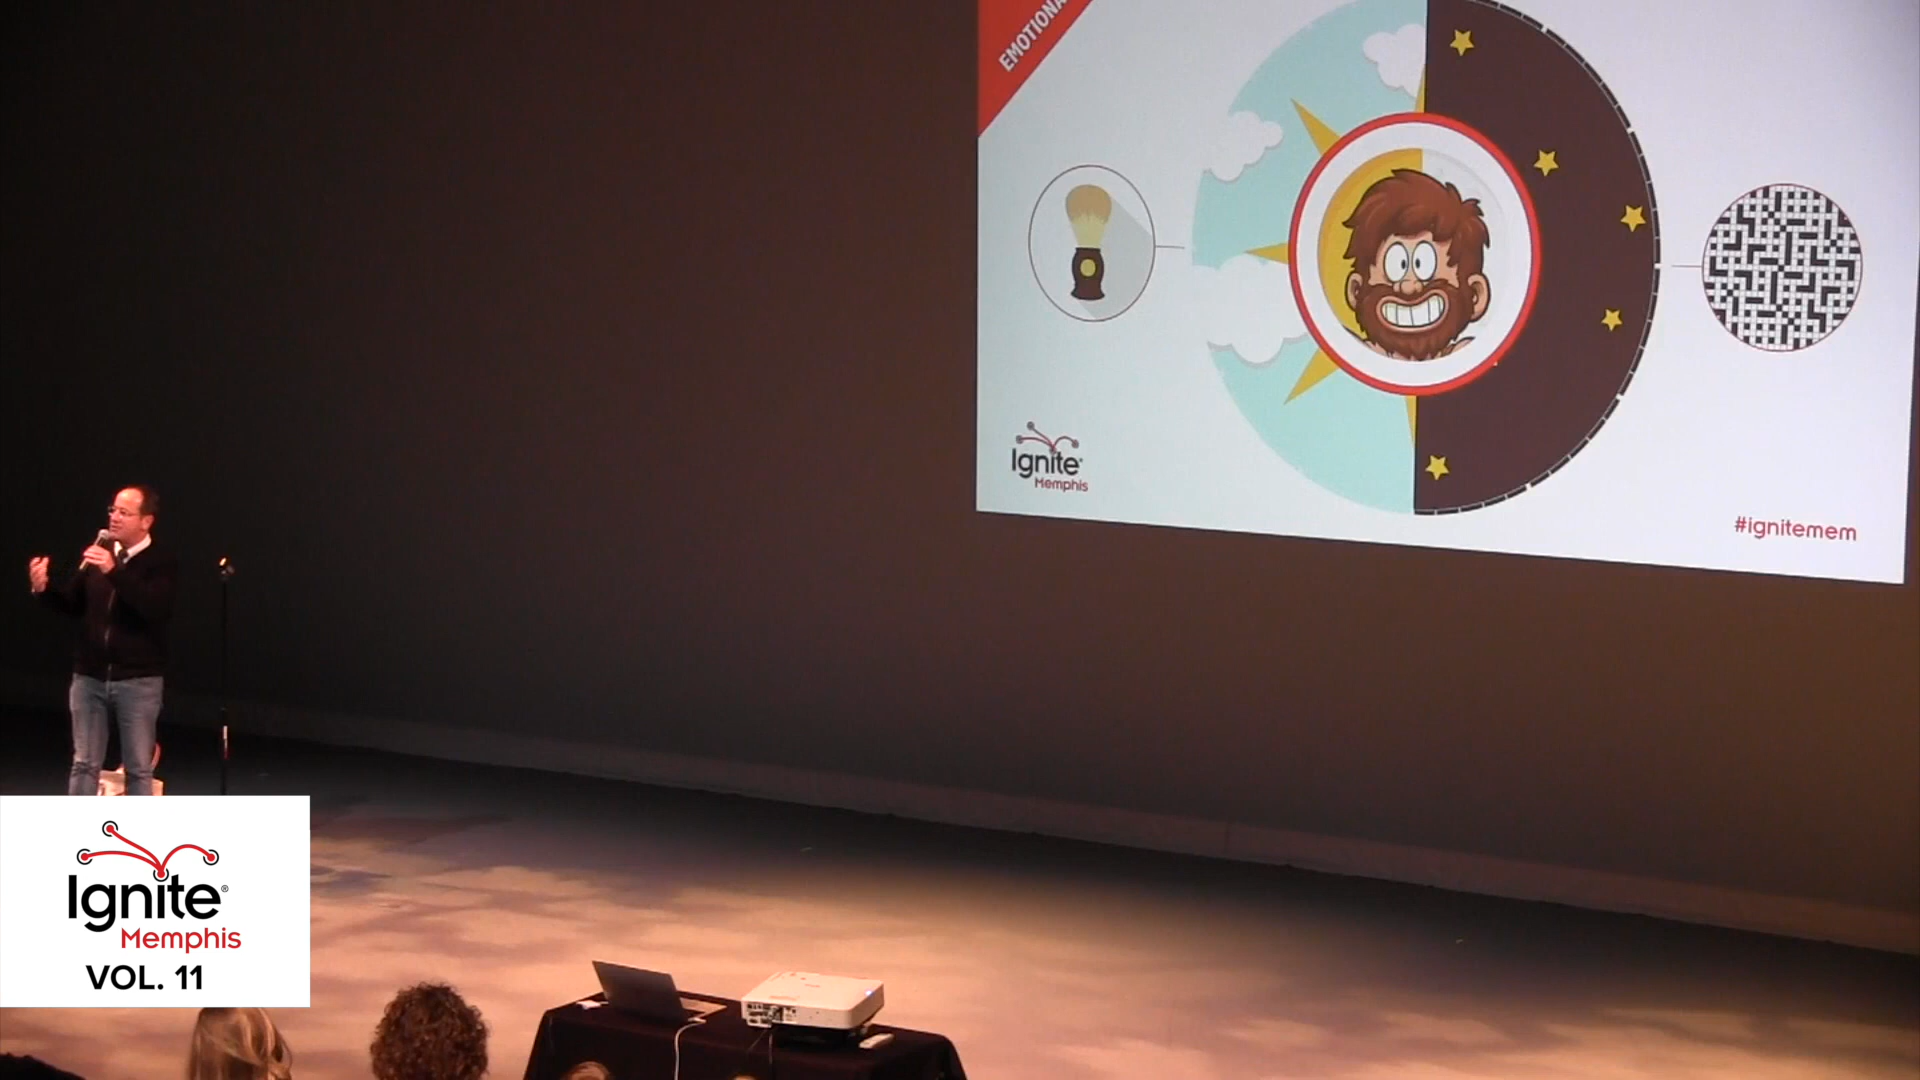 EMOTIONA
Ignite
Memphis
#ignitemem
Ignite®
Memphis
VOL. 11